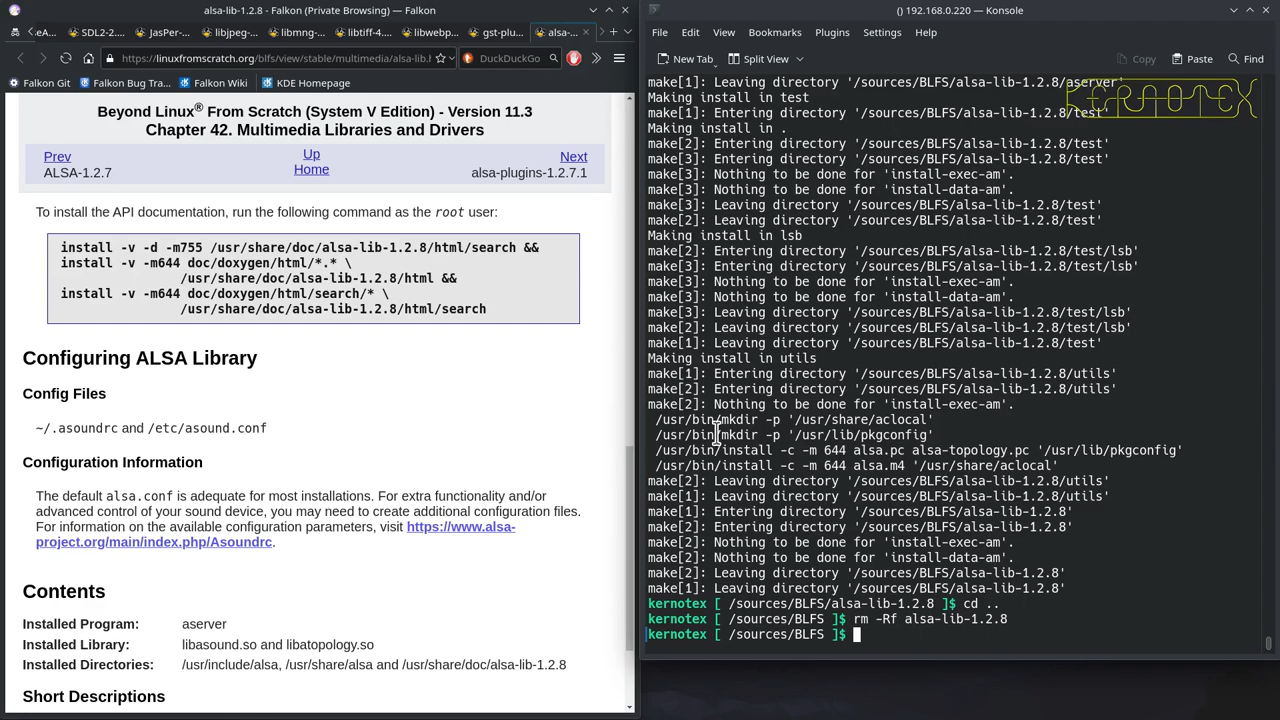 alsa-lib-1.2.8 - Falkon (Private Browsing) — Falkon
eA...
SDL2-2....
JasPer-...
libjpeg-...
libmng-...
libtiff-4....
libwebp...
gst-plu...
alsa-...
https://linuxfromscratch.org/blfs/view/stable/multimedia/alsa-lib.h
DuckDuckGo
Falkon Git
Falkon Bug Tra...
Falkon Wiki
KDE Homepage
Beyond Linux® From Scratch (System V Edition) - Version 11.3
Chapter 42. Multimedia Libraries and Drivers
Prev Up Next
ALSA-1.2.7 Home alsa-plugins-1.2.7.1
To install the API documentation, run the following command as the root user:
install -v -d -m755 /usr/share/doc/alsa-lib-1.2.8/html/search &&
install -v -m644 doc/doxygen/html/*.* \
/usr/share/doc/alsa-lib-1.2.8/html &&
install -v -m644 doc/doxygen/html/search/* \
/usr/share/doc/alsa-lib-1.2.8/html/search
Configuring ALSA Library
Config Files
~/.asoundrc and /etc/asound.conf
Configuration Information
The default alsa.conf is adequate for most installations. For extra functionality and/or
advanced control of your sound device, you may need to create additional configuration files.
For information on the available configuration parameters, visit https://www.alsa-
project.org/main/index.php/Asoundrc.
Contents
Installed Program: aserver
Installed Library: libasound.so and libatopology.so
Installed Directories: /usr/include/alsa, /usr/share/alsa and /usr/share/doc/alsa-lib-1.2.8
Short Descriptions
() 192.168.0.220 — Konsole
File Edit View Bookmarks Plugins Settings Help
New Tab Split View Copy Paste Find
KERNOTEX
make[1]: Leaving directory '/sources/BLFS/alsa-lib-1.2.8/aserver'
Making install in test
make[1]: Entering directory '/sources/BLFS/alsa-lib-1.2.8/test'
Making install in .
make[2]: Entering directory '/sources/BLFS/alsa-lib-1.2.8/test'
make[3]: Entering directory '/sources/BLFS/alsa-lib-1.2.8/test'
make[3]: Nothing to be done for 'install-exec-am'.
make[3]: Nothing to be done for 'install-data-am'.
make[3]: Leaving directory '/sources/BLFS/alsa-lib-1.2.8/test'
make[2]: Leaving directory '/sources/BLFS/alsa-lib-1.2.8/test'
Making install in lsb
make[2]: Entering directory '/sources/BLFS/alsa-lib-1.2.8/test/lsb'
make[3]: Entering directory '/sources/BLFS/alsa-lib-1.2.8/test/lsb'
make[3]: Nothing to be done for 'install-exec-am'.
make[3]: Nothing to be done for 'install-data-am'.
make[3]: Leaving directory '/sources/BLFS/alsa-lib-1.2.8/test/lsb'
make[2]: Leaving directory '/sources/BLFS/alsa-lib-1.2.8/test/lsb'
make[1]: Leaving directory '/sources/BLFS/alsa-lib-1.2.8/test'
Making install in utils
make[1]: Entering directory '/sources/BLFS/alsa-lib-1.2.8/utils'
make[2]: Entering directory '/sources/BLFS/alsa-lib-1.2.8/utils'
make[2]: Nothing to be done for 'install-exec-am'.
/usr/bin/mkdir -p '/usr/share/aclocal'
/usr/bin/mkdir -p '/usr/lib/pkgconfig'
/usr/bin/install -c -m 644 alsa.pc alsa-topology.pc '/usr/lib/pkgconfig'
/usr/bin/install -c -m 644 alsa.m4 '/usr/share/aclocal'
make[2]: Leaving directory '/sources/BLFS/alsa-lib-1.2.8/utils'
make[1]: Leaving directory '/sources/BLFS/alsa-lib-1.2.8/utils'
make[1]: Entering directory '/sources/BLFS/alsa-lib-1.2.8'
make[2]: Entering directory '/sources/BLFS/alsa-lib-1.2.8'
make[2]: Nothing to be done for 'install-exec-am'.
make[2]: Nothing to be done for 'install-data-am'.
make[2]: Leaving directory '/sources/BLFS/alsa-lib-1.2.8'
make[1]: Leaving directory '/sources/BLFS/alsa-lib-1.2.8'
kernotex [ /sources/BLFS/alsa-lib-1.2.8 ]$ cd ..
kernotex [ /sources/BLFS ]$ rm -Rf alsa-lib-1.2.8
kernotex [ /sources/BLFS ]$